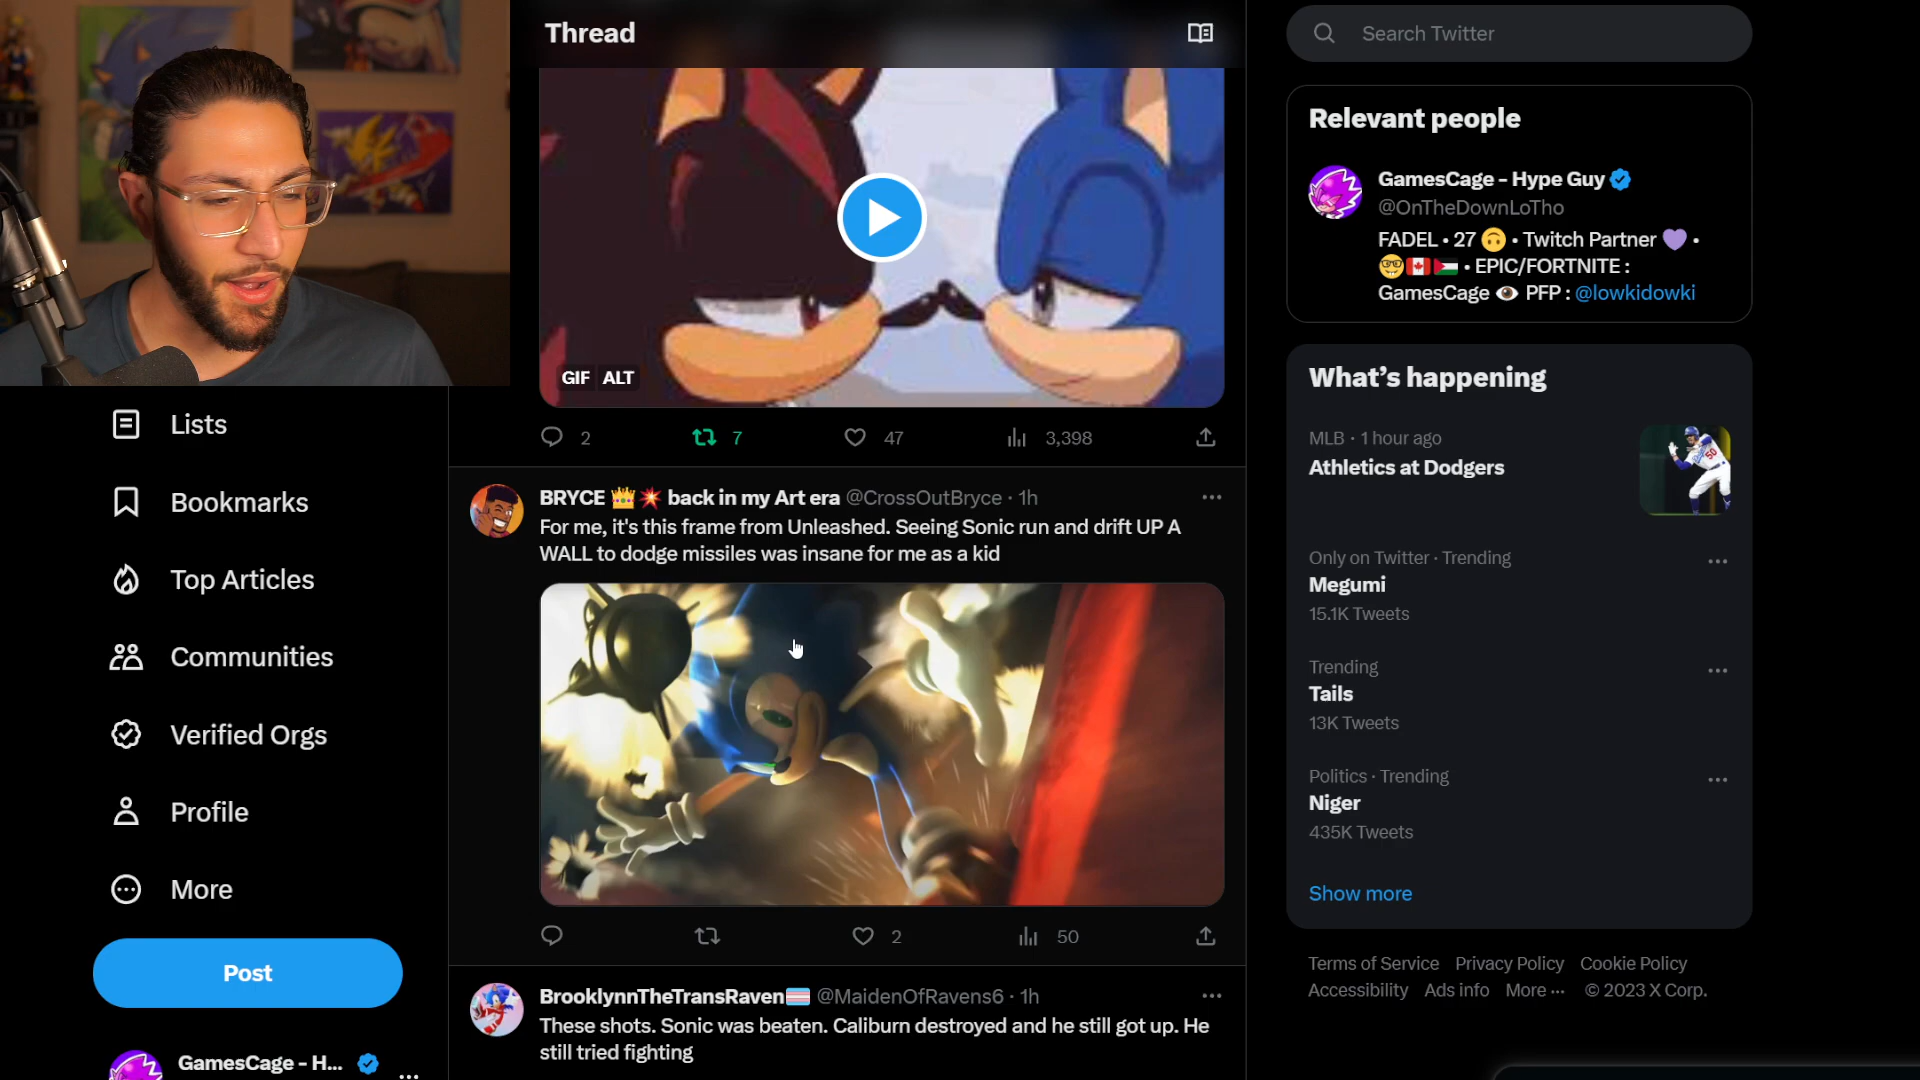 Thread
GIF ALT
2
7
47
3,398
BRYCE 👑💥 back in my Art era @CrossOutBryce · 1h
For me, it's this frame from Unleashed. Seeing Sonic run and drift UP A
WALL to dodge missiles was insane for me as a kid
2
50
BrooklynnTheTransRaven @MaidenOfRavens6 · 1h
These shots. Sonic was beaten. Caliburn destroyed and he still got up. He
still tried fighting
Lists
Bookmarks
Top Articles
Communities
Verified Orgs
Profile
More
Post
GamesCage - H...
Search Twitter
Relevant people
GamesCage - Hype Guy
@OnTheDownLoTho
FADEL • 27 🙃 • Twitch Partner 💜 •
🤓🇨🇦🇵🇸 • EPIC/FORTNITE :
GamesCage 👁️ PFP : @lowkidowki
What's happening
MLB · 1 hour ago
Athletics at Dodgers
50
Only on Twitter · Trending
Megumi
15.1K Tweets
Trending
Tails
13K Tweets
Politics · Trending
Niger
435K Tweets
Show more
Terms of Service Privacy Policy Cookie Policy
Accessibility Ads info More ··· © 2023 X Corp.